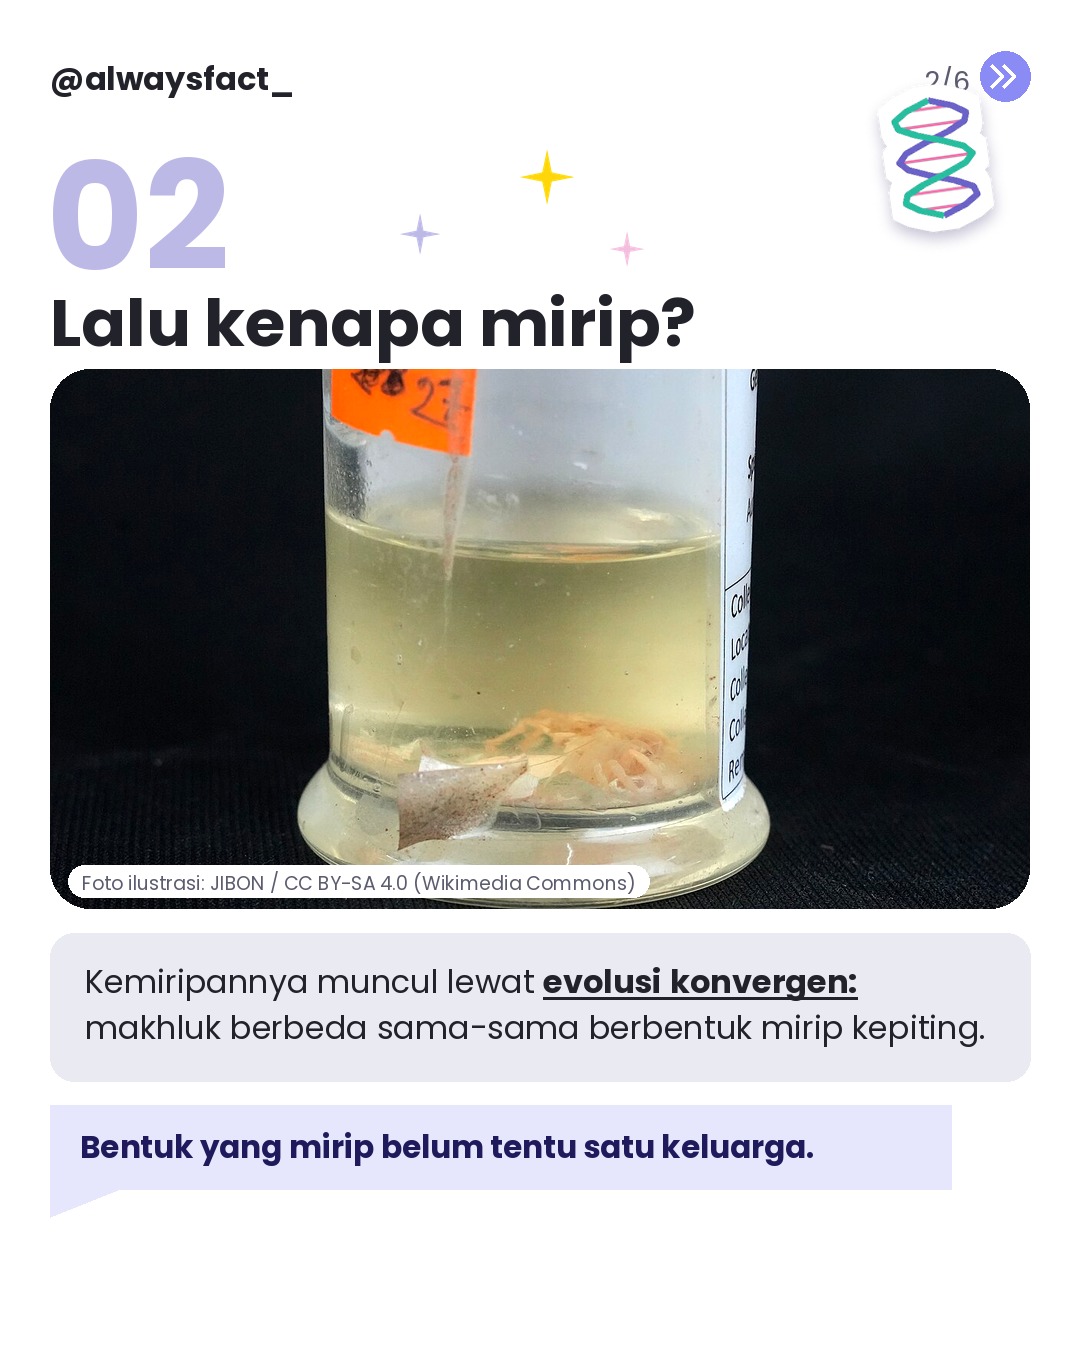 @alwaysfact_
2/6
02
Lalu kenapa mirip?
27
Foto ilustrasi: JIBON / CC BY-SA 4.0 (Wikimedia Commons)
Kemiripannya muncul lewat evolusi konvergen:
makhluk berbeda sama-sama berbentuk mirip kepiting.
Bentuk yang mirip belum tentu satu keluarga.